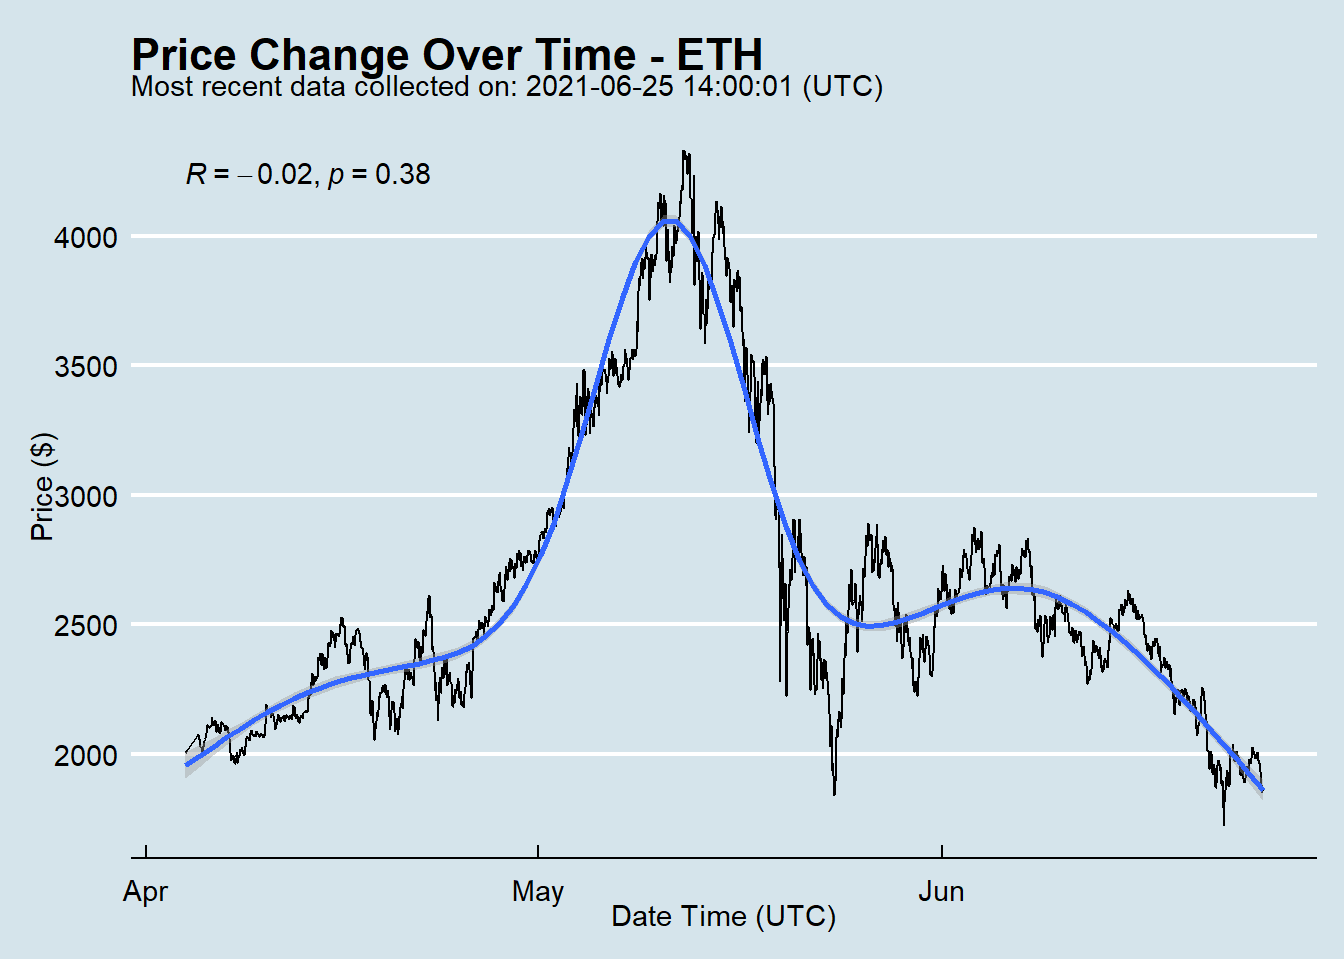 Price Change Over Time - ETH
Most recent data collected on: 2021-06-25 14:00:01 (UTC)
R = −0.02, p = 0.38
4000
3500
3000
2500
2000
Price ($)
Apr
May
Jun
Date Time (UTC)